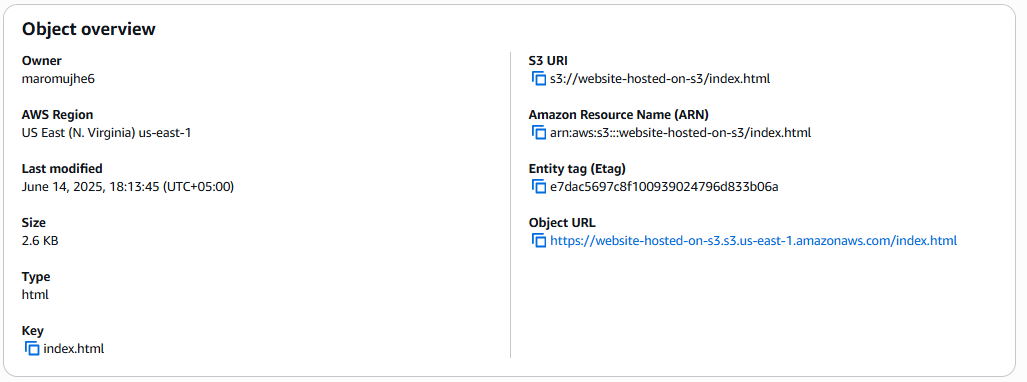 Object overview
Owner
maromujhe6
AWS Region
US East (N. Virginia) us-east-1
Last modified
June 14, 2025, 18:13:45 (UTC+05:00)
Size
2.6 KB
Type
html
Key
index.html
S3 URI
s3://website-hosted-on-s3/index.html
Amazon Resource Name (ARN)
arn:aws:s3:::website-hosted-on-s3/index.html
Entity tag (Etag)
e7dac5697c8f100939024796d833b06a
Object URL
https://website-hosted-on-s3.s3.us-east-1.amazonaws.com/index.html